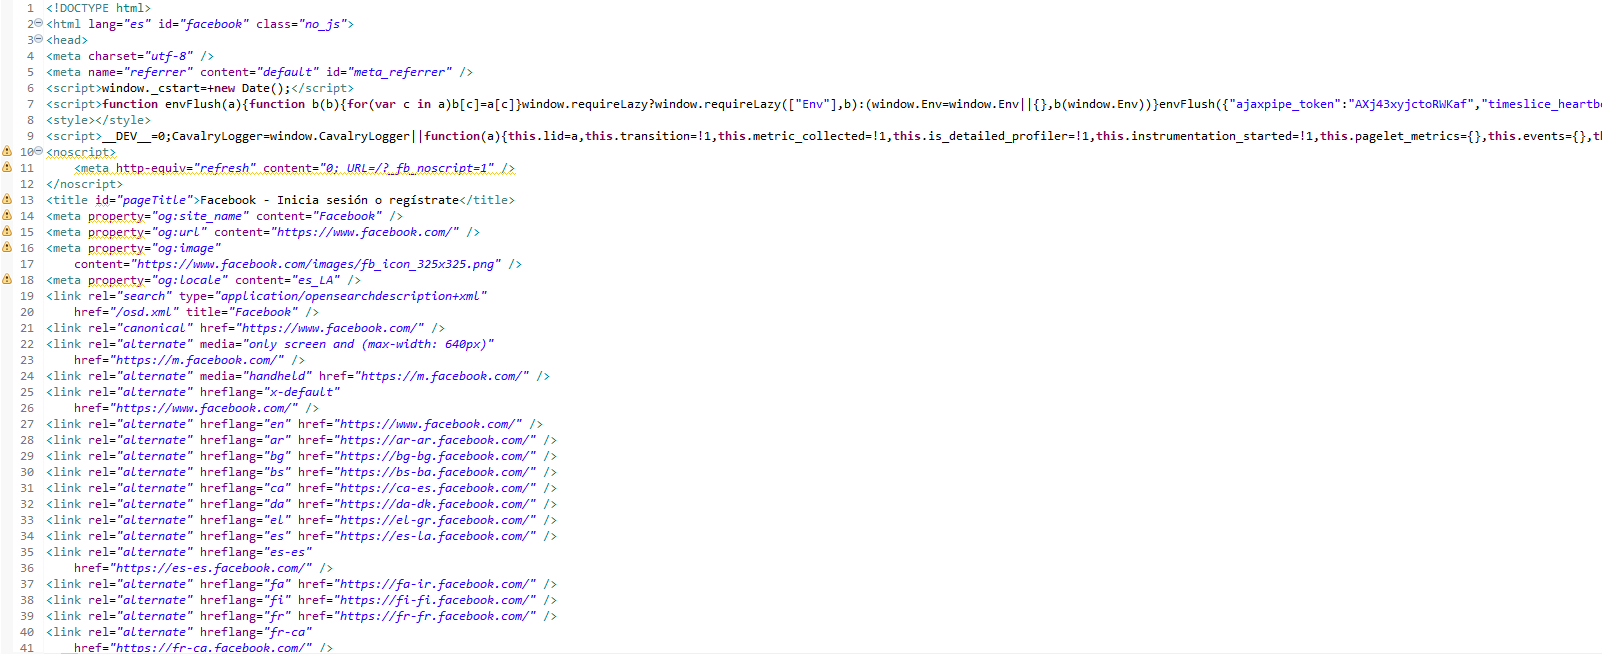 1 <!DOCTYPE html>
2 <html lang="es" id="facebook" class="no_js">
3 <head>
4 <meta charset="utf-8" />
5 <meta name="referrer" content="default" id="meta_referrer" />
6 <script>window._cstart=+new Date();</script>
7 <script>function envFlush(a){function b(b){for(var c in a)b[c]=a[c]}window.requireLazy?window.requireLazy(["Env"],b):(window.Env=window.Env||{},b(window.Env))}envFlush({"ajaxpipe_token":"AXj43xyjctoRWKaf","timeslice_heartbe
8 <style></style>
9 <script>__DEV__=0;CavalryLogger=window.CavalryLogger||function(a){this.lid=a,this.transition=!1,this.metric_collected=!1,this.is_detailed_profiler=!1,this.instrumentation_started=!1,this.pagelet_metrics={},this.events={},th
10 <noscript>
11 <meta http-equiv="refresh" content="0; URL=/?_fb_noscript=1" />
12 </noscript>
13 <title id="pageTitle">Facebook - Inicia sesión o regístrate</title>
14 <meta property="og:site_name" content="Facebook" />
15 <meta property="og:url" content="https://www.facebook.com/" />
16 <meta property="og:image"
17 content="https://www.facebook.com/images/fb_icon_325x325.png" />
18 <meta property="og:locale" content="es_LA" />
19 <link rel="search" type="application/opensearchdescription+xml"
20 href="/osd.xml" title="Facebook" />
21 <link rel="canonical" href="https://www.facebook.com/" />
22 <link rel="alternate" media="only screen and (max-width: 640px)"
23 href="https://m.facebook.com/" />
24 <link rel="alternate" media="handheld" href="https://m.facebook.com/" />
25 <link rel="alternate" hreflang="x-default"
26 href="https://www.facebook.com/" />
27 <link rel="alternate" hreflang="en" href="https://www.facebook.com/" />
28 <link rel="alternate" hreflang="ar" href="https://ar-ar.facebook.com/" />
29 <link rel="alternate" hreflang="bg" href="https://bg-bg.facebook.com/" />
30 <link rel="alternate" hreflang="bs" href="https://bs-ba.facebook.com/" />
31 <link rel="alternate" hreflang="ca" href="https://ca-es.facebook.com/" />
32 <link rel="alternate" hreflang="da" href="https://da-dk.facebook.com/" />
33 <link rel="alternate" hreflang="el" href="https://el-gr.facebook.com/" />
34 <link rel="alternate" hreflang="es" href="https://es-la.facebook.com/" />
35 <link rel="alternate" hreflang="es-es"
36 href="https://es-es.facebook.com/" />
37 <link rel="alternate" hreflang="fa" href="https://fa-ir.facebook.com/" />
38 <link rel="alternate" hreflang="fi" href="https://fi-fi.facebook.com/" />
39 <link rel="alternate" hreflang="fr" href="https://fr-fr.facebook.com/" />
40 <link rel="alternate" hreflang="fr-ca"
41 href="https://fr-ca.facebook.com/" />